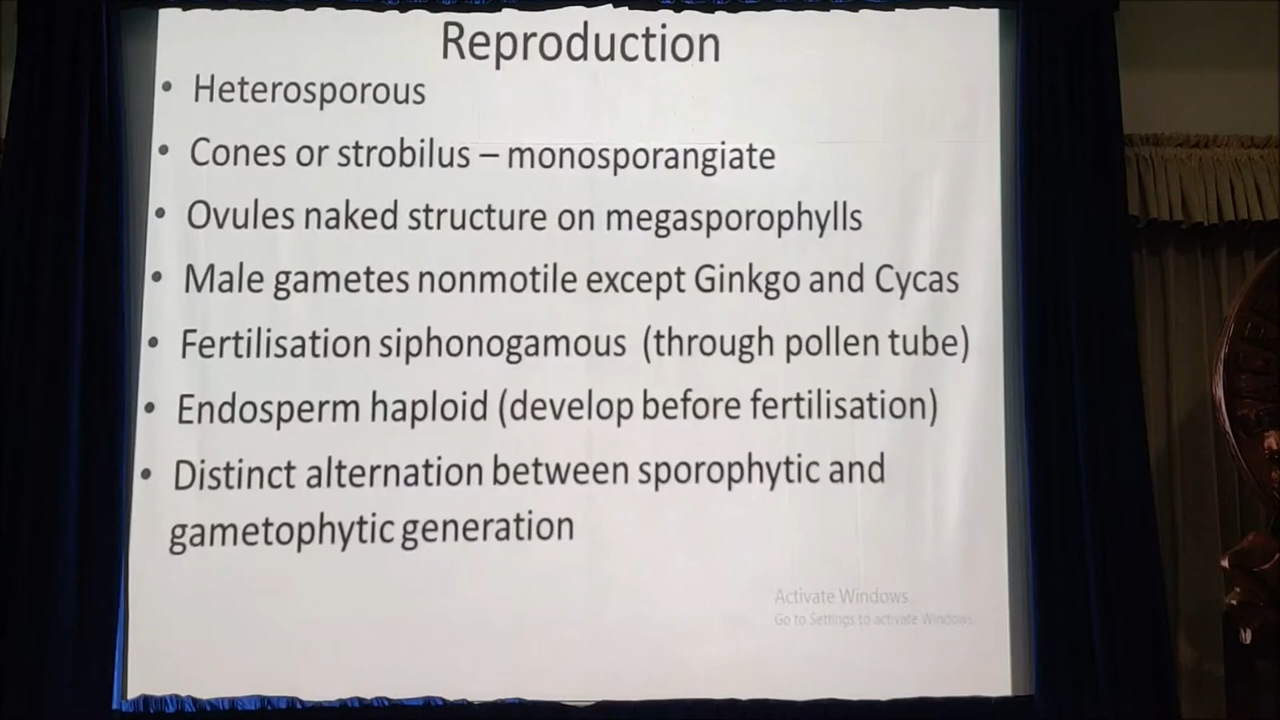 Reproduction
• Heterosporous
• Cones or strobilus – monosporangiate
• Ovules naked structure on megasporophylls
• Male gametes nonmotile except Ginkgo and Cycas
• Fertilisation siphonogamous (through pollen tube)
• Endosperm haploid (develop before fertilisation)
• Distinct alternation between sporophytic and
gametophytic generation
Activate Windows
Go to Settings to activate Windows.